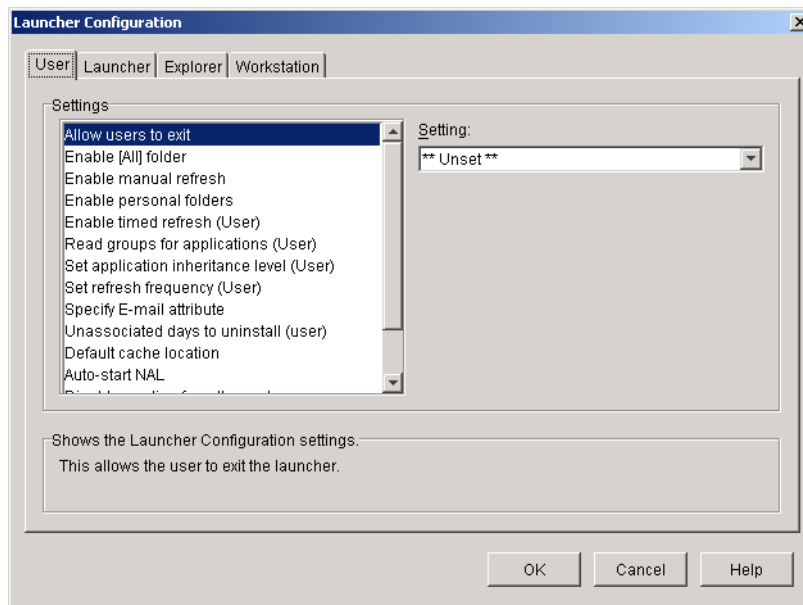 Launcher Configuration
User
Launcher
Explorer
Workstation
Settings
Allow users to exit
Enable [All] folder
Enable manual refresh
Enable personal folders
Enable timed refresh (User)
Read groups for applications (User)
Set application inheritance level (User)
Set refresh frequency (User)
Specify E-mail attribute
Unassociated days to uninstall (user)
Default cache location
Auto-start NAL
Setting:
** Unset **
Shows the Launcher Configuration settings.
This allows the user to exit the launcher.
OK
Cancel
Help